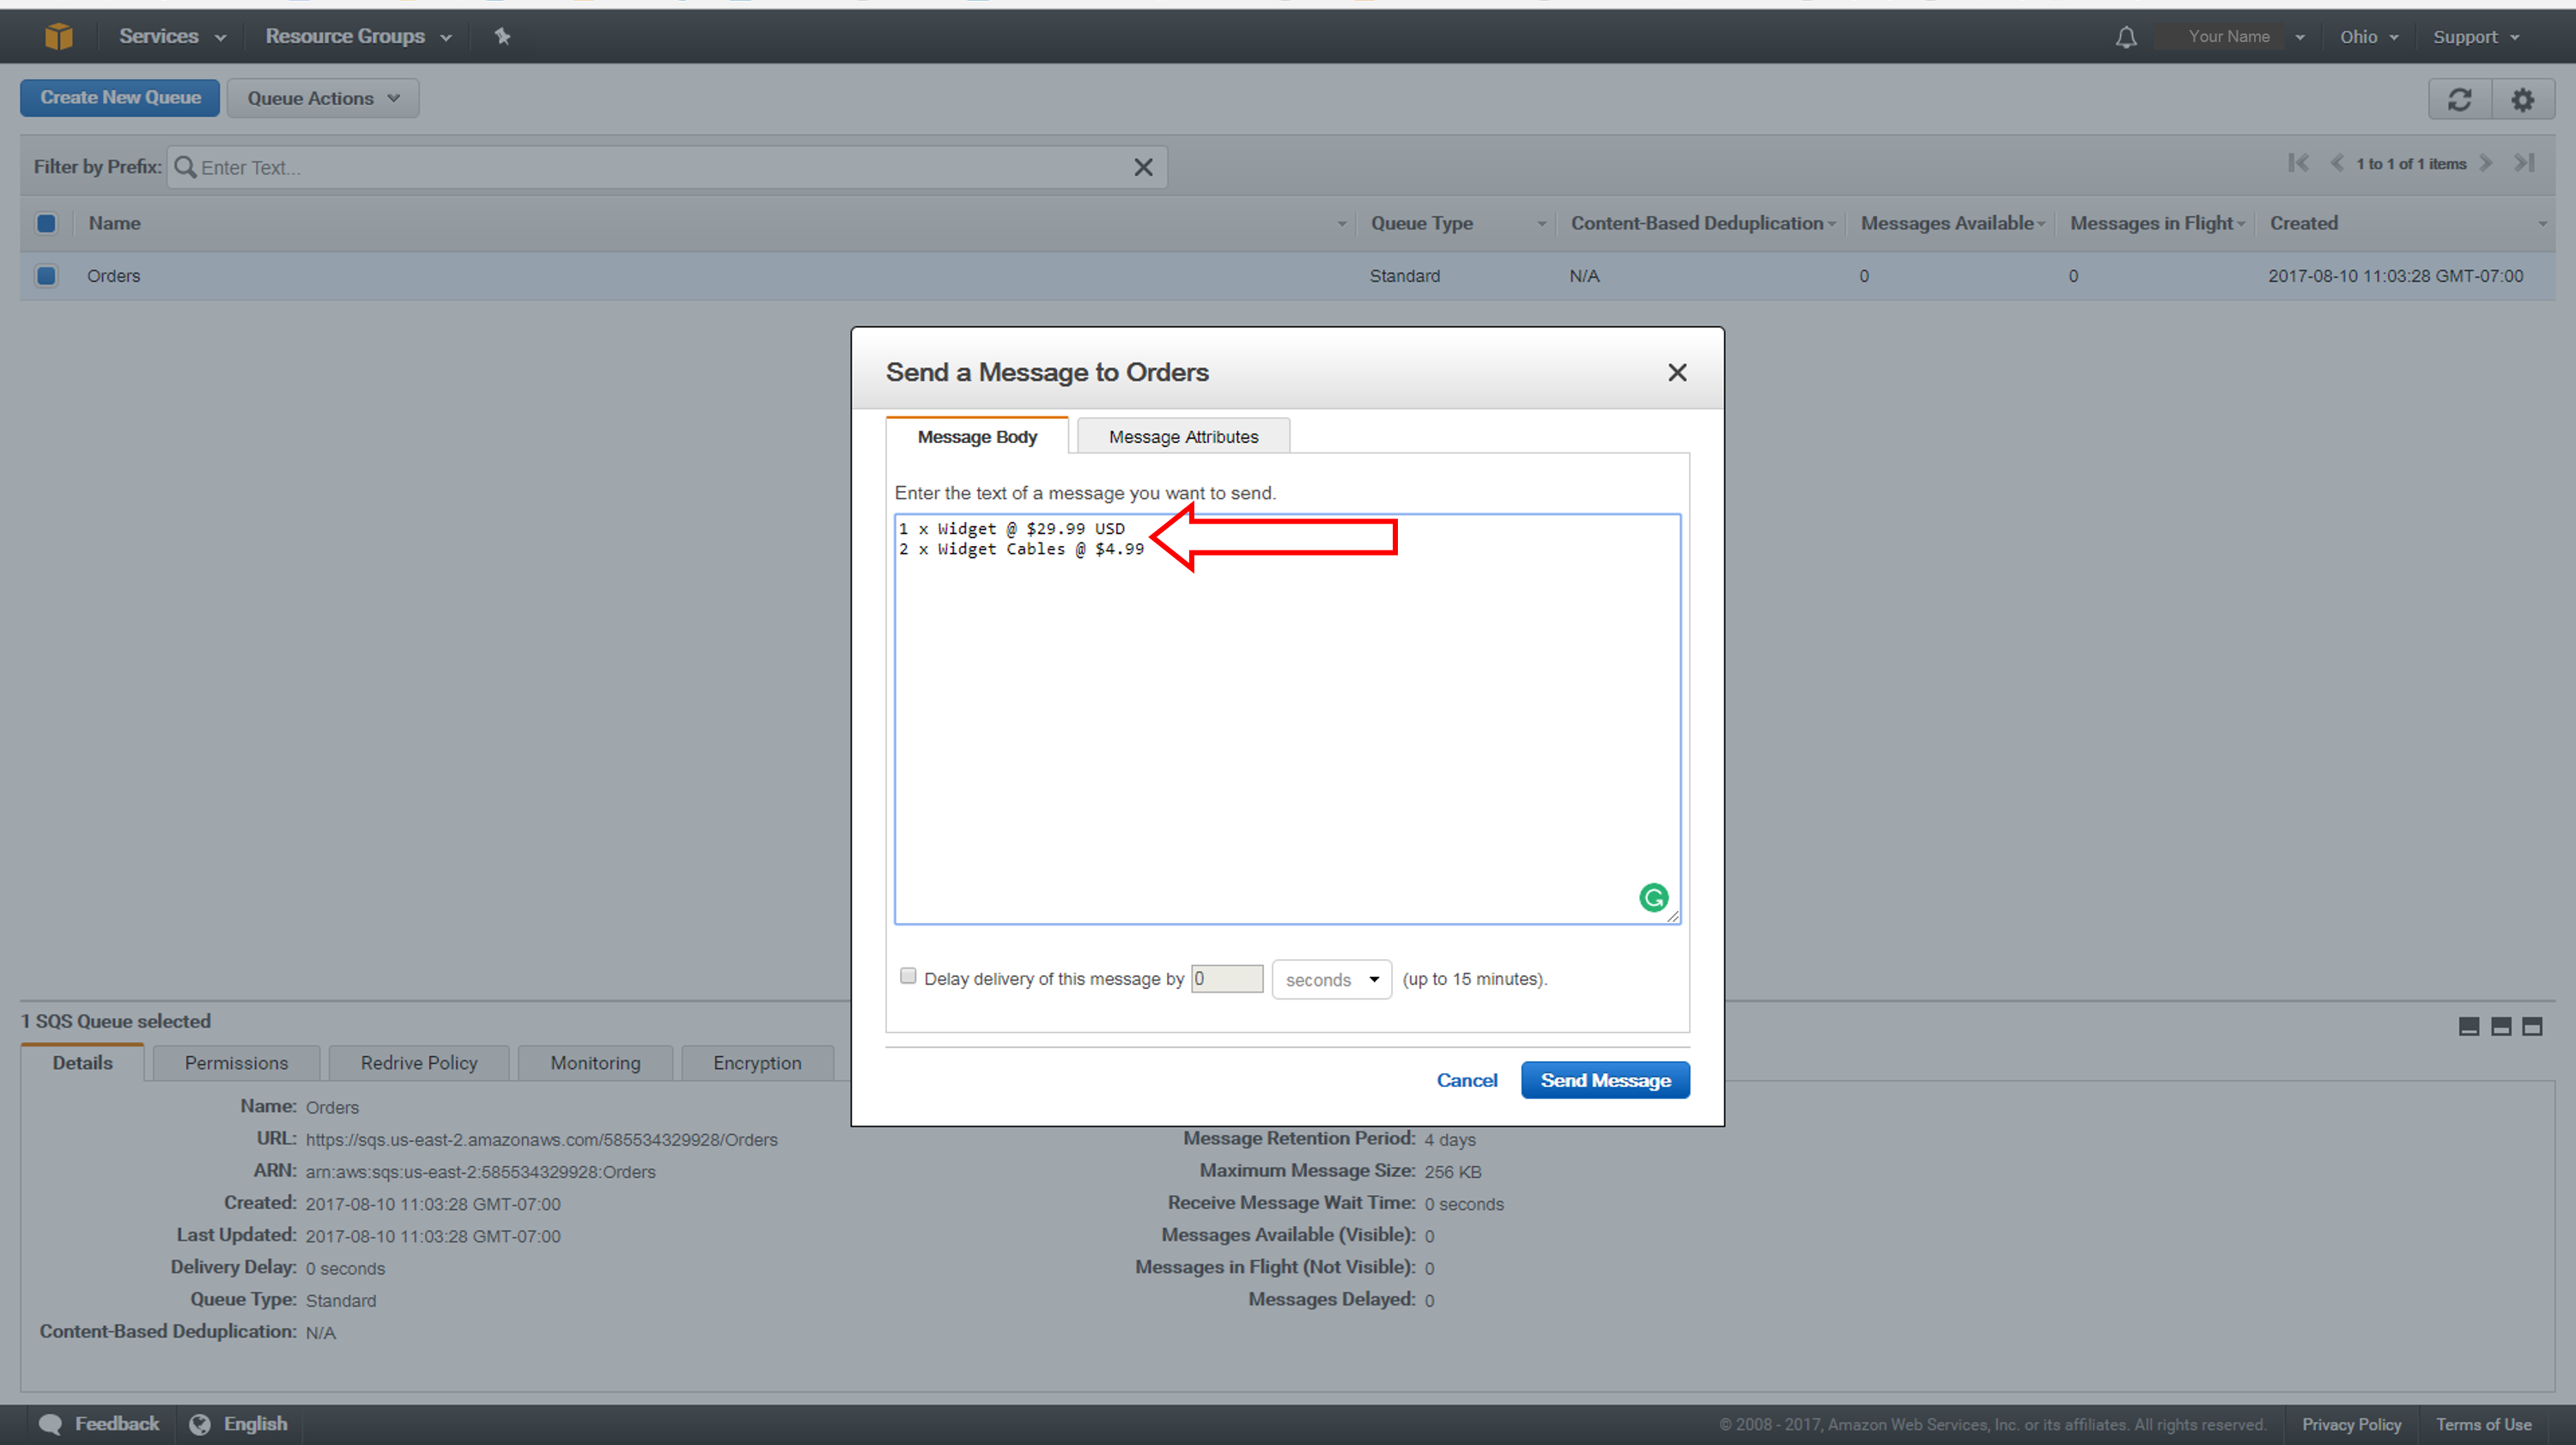 Services Resource Groups Your Name Ohio Support
Create New Queue Queue Actions
Filter by Prefix: Enter Text... 1 to 1 of 1 items
Name Queue Type Content-Based Deduplication Messages Available Messages in Flight Created
Orders Standard N/A 0 0 2017-08-10 11:03:28 GMT-07:00
Send a Message to Orders
Message Body Message Attributes
Enter the text of a message you want to send.
1 x Widget @ $29.99 USD
2 x Widget Cables @ $4.99
Delay delivery of this message by 0 seconds (up to 15 minutes).
Cancel Send Message
1 SQS Queue selected
Details Permissions Redrive Policy Monitoring Encryption
Name: Orders
URL: https://sqs.us-east-2.amazonaws.com/585534329928/Orders
ARN: arn:aws:sqs:us-east-2:585534329928:Orders
Created: 2017-08-10 11:03:28 GMT-07:00
Last Updated: 2017-08-10 11:03:28 GMT-07:00
Delivery Delay: 0 seconds
Queue Type: Standard
Content-Based Deduplication: N/A
Message Retention Period: 4 days
Maximum Message Size: 256 KB
Receive Message Wait Time: 0 seconds
Messages Available (Visible): 0
Messages in Flight (Not Visible): 0
Messages Delayed: 0
Feedback English © 2008 - 2017, Amazon Web Services, Inc. or its affiliates. All rights reserved. Privacy Policy Terms of Use